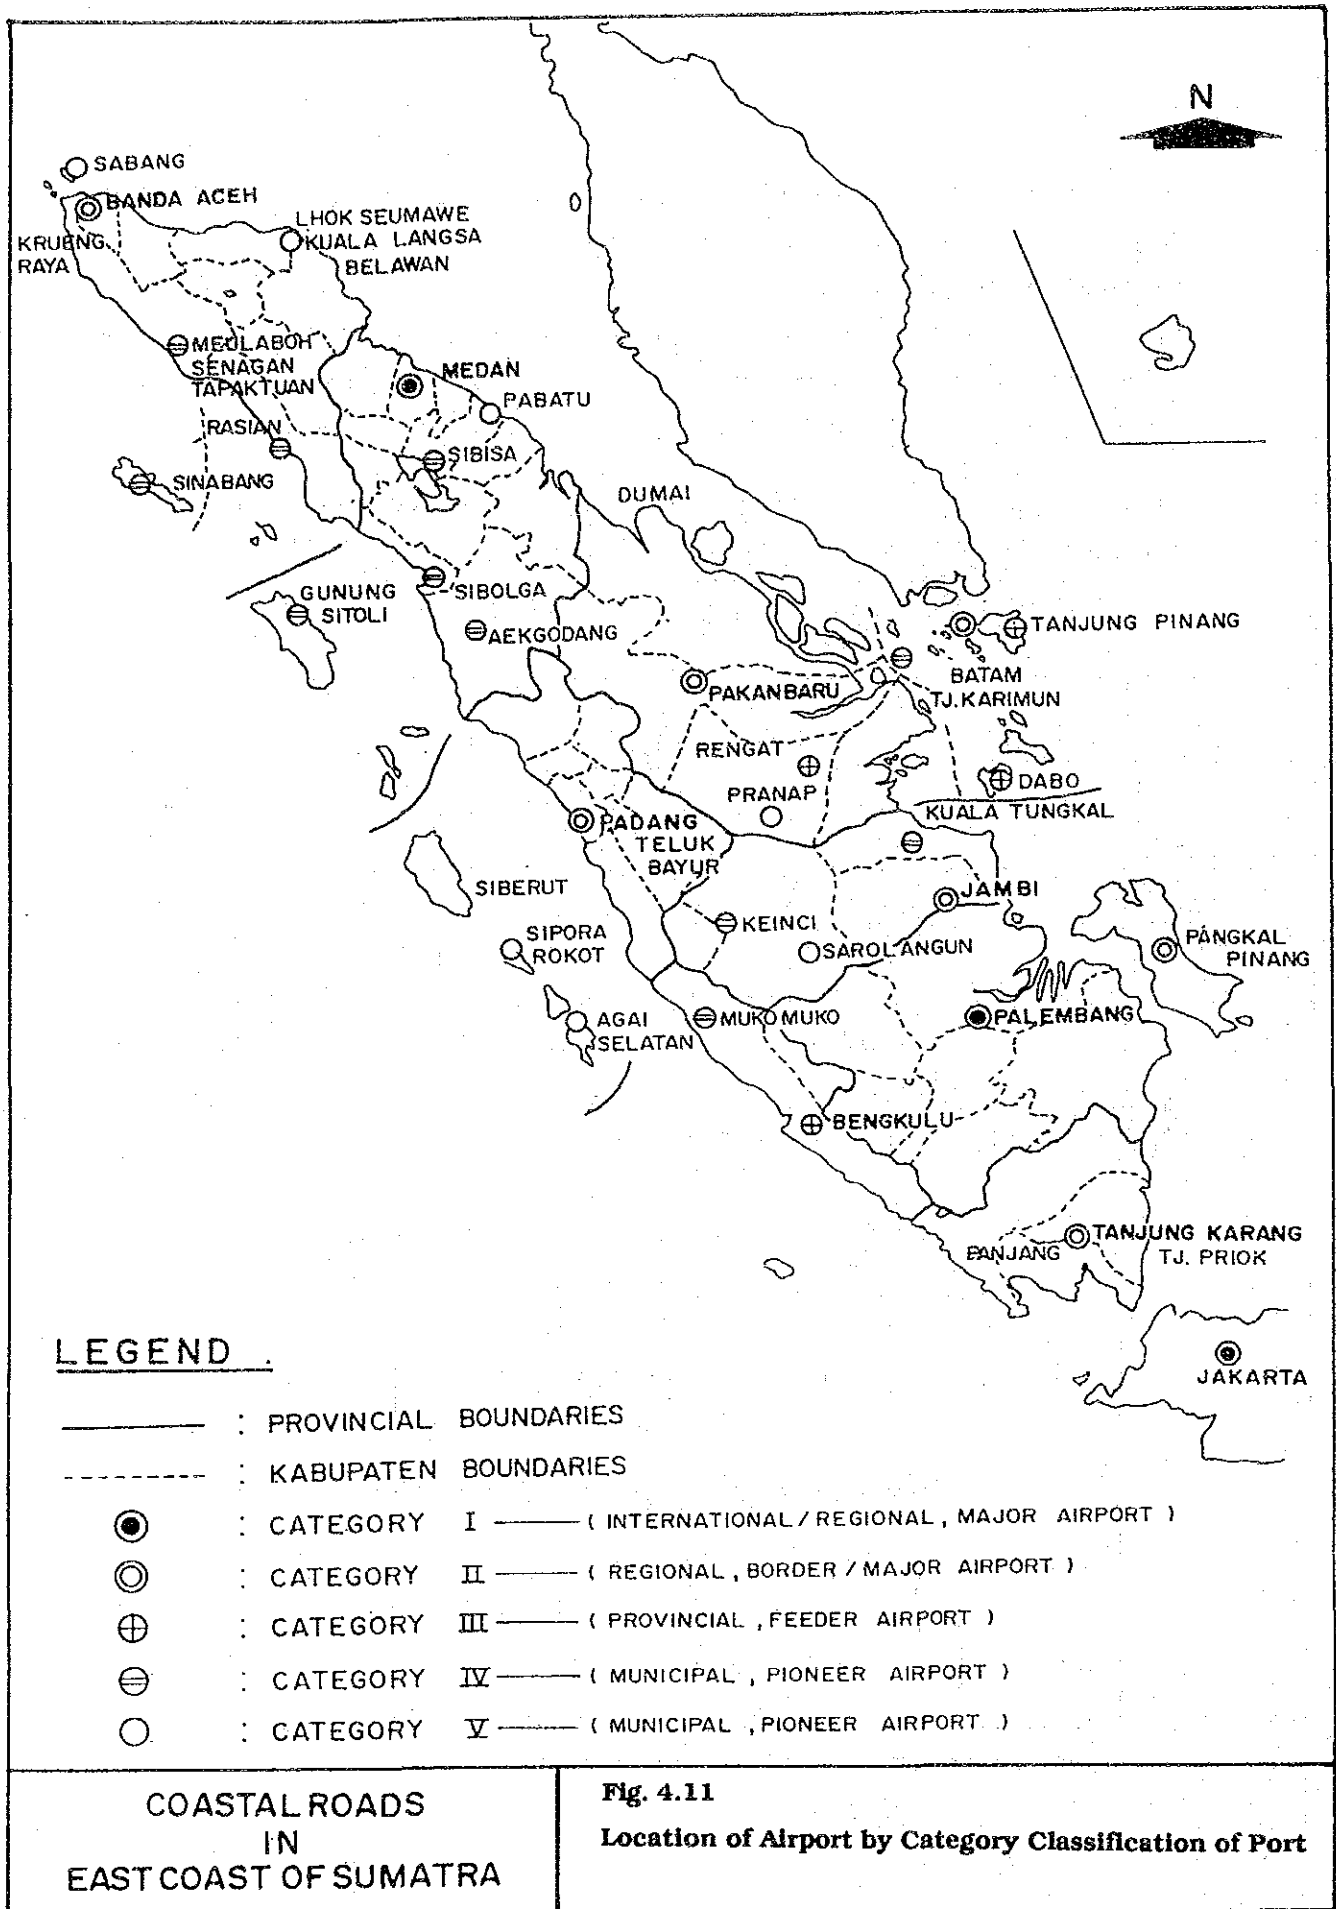 N
SABANG
BANDA ACEH
KRUENG
RAYA
LHOK SEUMAWE
KUALA LANGSA
BELAWAN
MEULABOH
SENAGAN
TAPAKTUAN
MEDAN
PABATU
RASIAN
SIBISA
SINABANG
DUMAI
GUNUNG
SITOLI
SIBOLGA
AEKGODANG
TANJUNG PINANG
BATAM
TJ. KARIMUN
PAKANBARU
RENGAT
PRANAP
DABO
KUALA TUNGKAL
PADANG
TELUK
BAYUR
SIBERUT
JAMBI
KEINCI
SAROLANGUN
SIPORA
ROKOT
PANGKAL
PINANG
AGAI
SELATAN
MUKOMUKO
PALEMBANG
BENGKULU
PANJANG
TANJUNG KARANG
TJ. PRIOK
JAKARTA
LEGEND
: PROVINCIAL BOUNDARIES
: KABUPATEN BOUNDARIES
: CATEGORY I —— ( INTERNATIONAL / REGIONAL , MAJOR AIRPORT )
: CATEGORY II —— ( REGIONAL , BORDER / MAJOR AIRPORT )
: CATEGORY III —— ( PROVINCIAL , FEEDER AIRPORT )
: CATEGORY IV —— ( MUNICIPAL , PIONEER AIRPORT )
: CATEGORY V —— ( MUNICIPAL , PIONEER AIRPORT )
COASTAL ROADS
IN
EAST COAST OF SUMATRA
Fig. 4.11
Location of Airport by Category Classification of Port